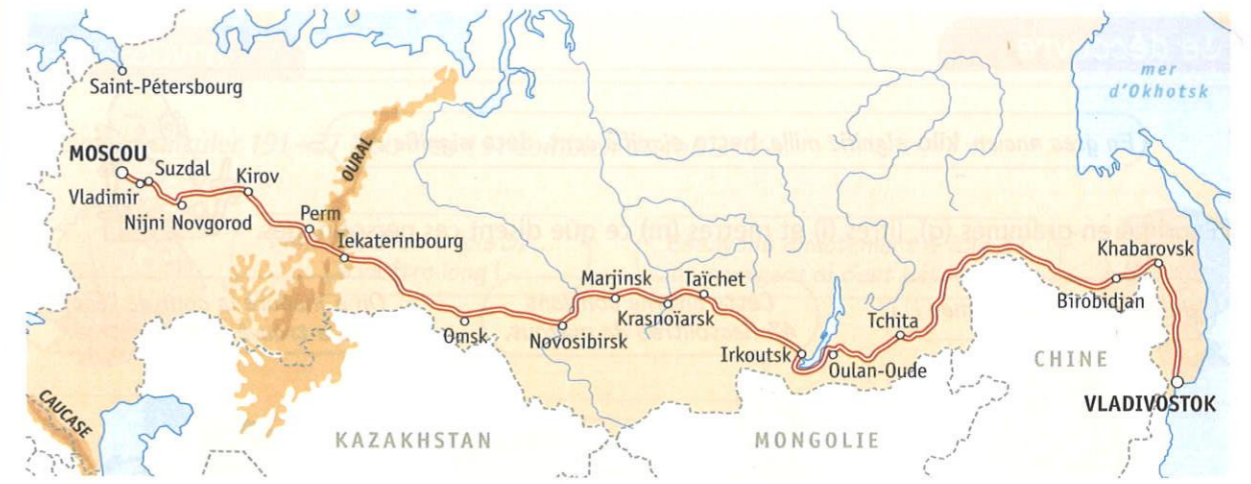 mer
d'Okhotsk
Saint-Pétersbourg
OURAL
MOSCOU
Suzdal
Kirov
Vladimir
Nijni Novgorod
Perm
Iekaterinbourg
Khabarovsk
Marjinsk
Taïchet
Birobidjan
Krasnoïarsk
Tchita
Omsk
Novosibirsk
Irkoutsk
Oulan-Oude
CHINE
CAUCASE
VLADIVOSTOK
KAZAKHSTAN
MONGOLIE